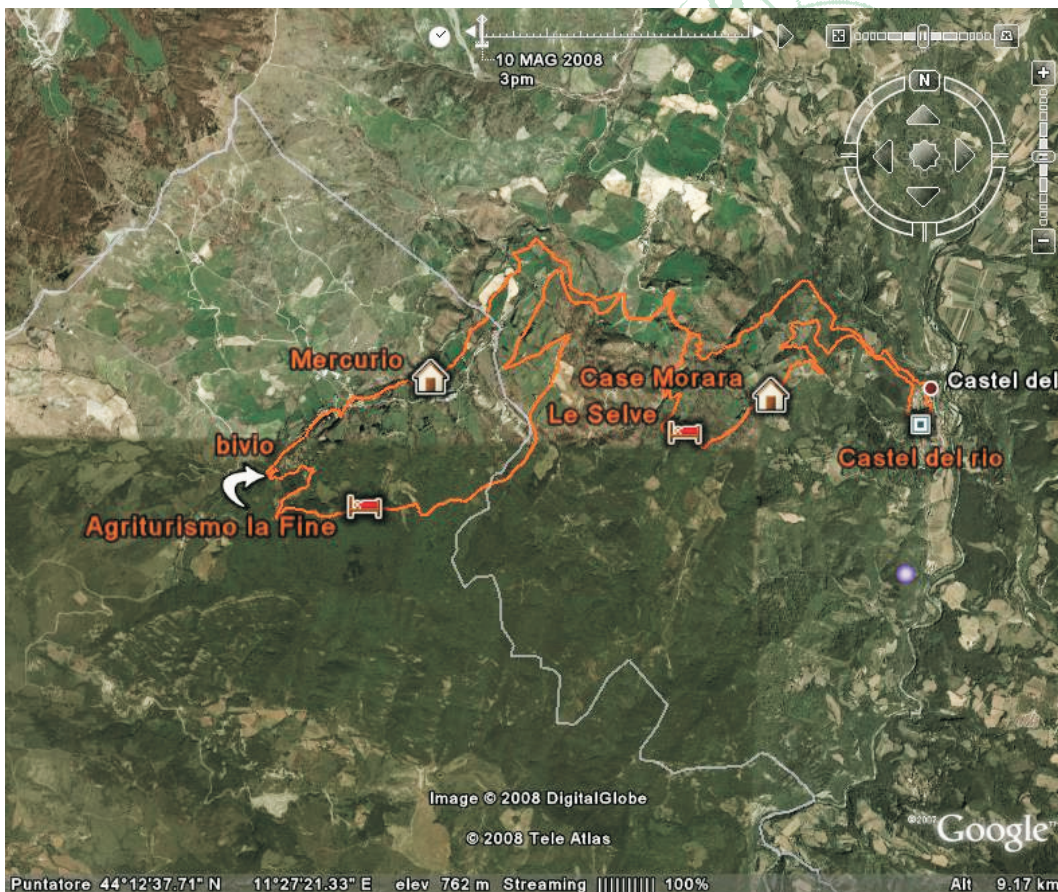 10 MAG 2008
3pm
N
Mercurio
Case Morara
Castel del
Le Selve
bivio
Castel del rio
Agriturismo la Fine
Image © 2008 DigitalGlobe
© 2008 Tele Atlas
©2007 Google
Puntatore 44°12'37.71" N 11°27'21.33" E elev 762 m Streaming |||||||||| 100% Alt 9.17 km